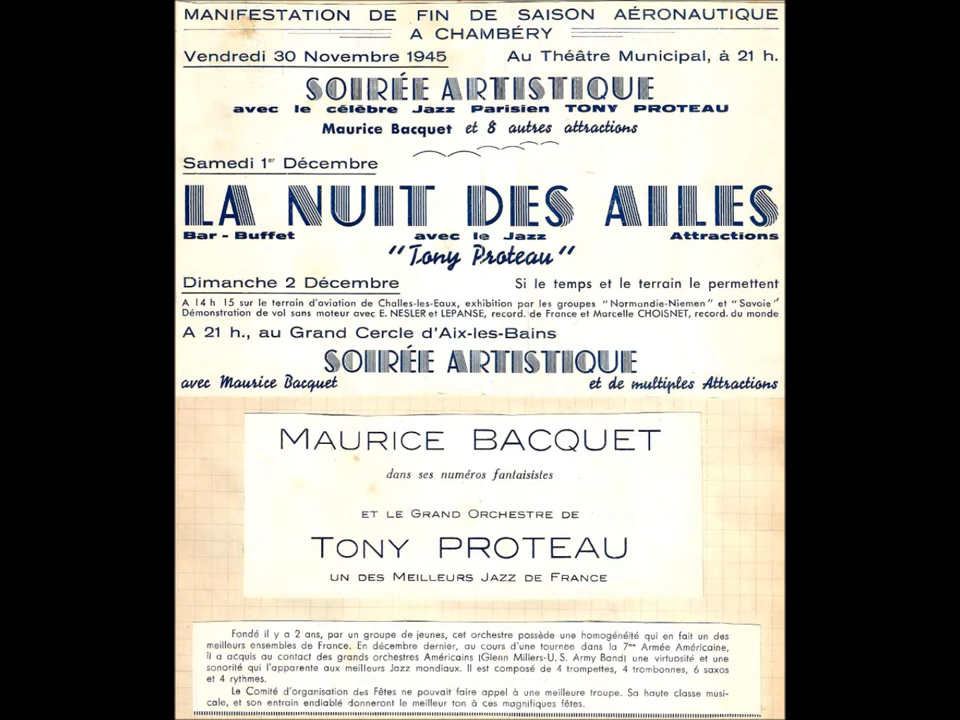 MANIFESTATION DE FIN DE SAISON AÉRONAUTIQUE
A CHAMBÉRY
Vendredi 30 Novembre 1945 Au Théâtre Municipal, à 21 h.
SOIRÉE ARTISTIQUE
avec le célèbre Jazz Parisien TONY PROTEAU
Maurice Bacquet et 8 autres attractions
Samedi 1er Décembre
LA NUIT DES AILES
Bar - Buffet avec le Jazz Attractions
"Tony Proteau"
Dimanche 2 Décembre Si le temps et le terrain le permettent
A 14 h 15 sur le terrain d'aviation de Challes-les-Eaux, exhibition par les groupes "Normandie-Niemen" et "Savoie"
Démonstration de vol sans moteur avec E. NESLER et LEPANSE, record. de France et Marcelle CHOISNET, record. du monde
A 21 h., au Grand Cercle d'Aix-les-Bains
SOIRÉE ARTISTIQUE
avec Maurice Bacquet et de multiples Attractions
MAURICE BACQUET
dans ses numéros fantaisistes
ET LE GRAND ORCHESTRE DE
TONY PROTEAU
UN DES MEILLEURS JAZZ DE FRANCE
Fondé il y a 2 ans, par un groupe de jeunes, cet orchestre possède une homogénéité qui en fait un des
meilleurs ensembles de France. En décembre dernier, au cours d'une tournée dans la 7me Armée Américaine,
il a acquis au contact des grands orchestres Américains (Glenn Millers-U.S. Army Band) une virtuosité et une
sonorité qui l'apparente aux meilleurs Jazz mondiaux. Il est composé de 4 trompettes, 4 trombonnes, 6 saxos
et 4 rythmes.
Le Comité d'organisation des Fêtes ne pouvait faire appel à une meilleure troupe. Sa haute classe musi-
cale, et son entrain endiablé donneront le meilleur ton à ces magnifiques fêtes.